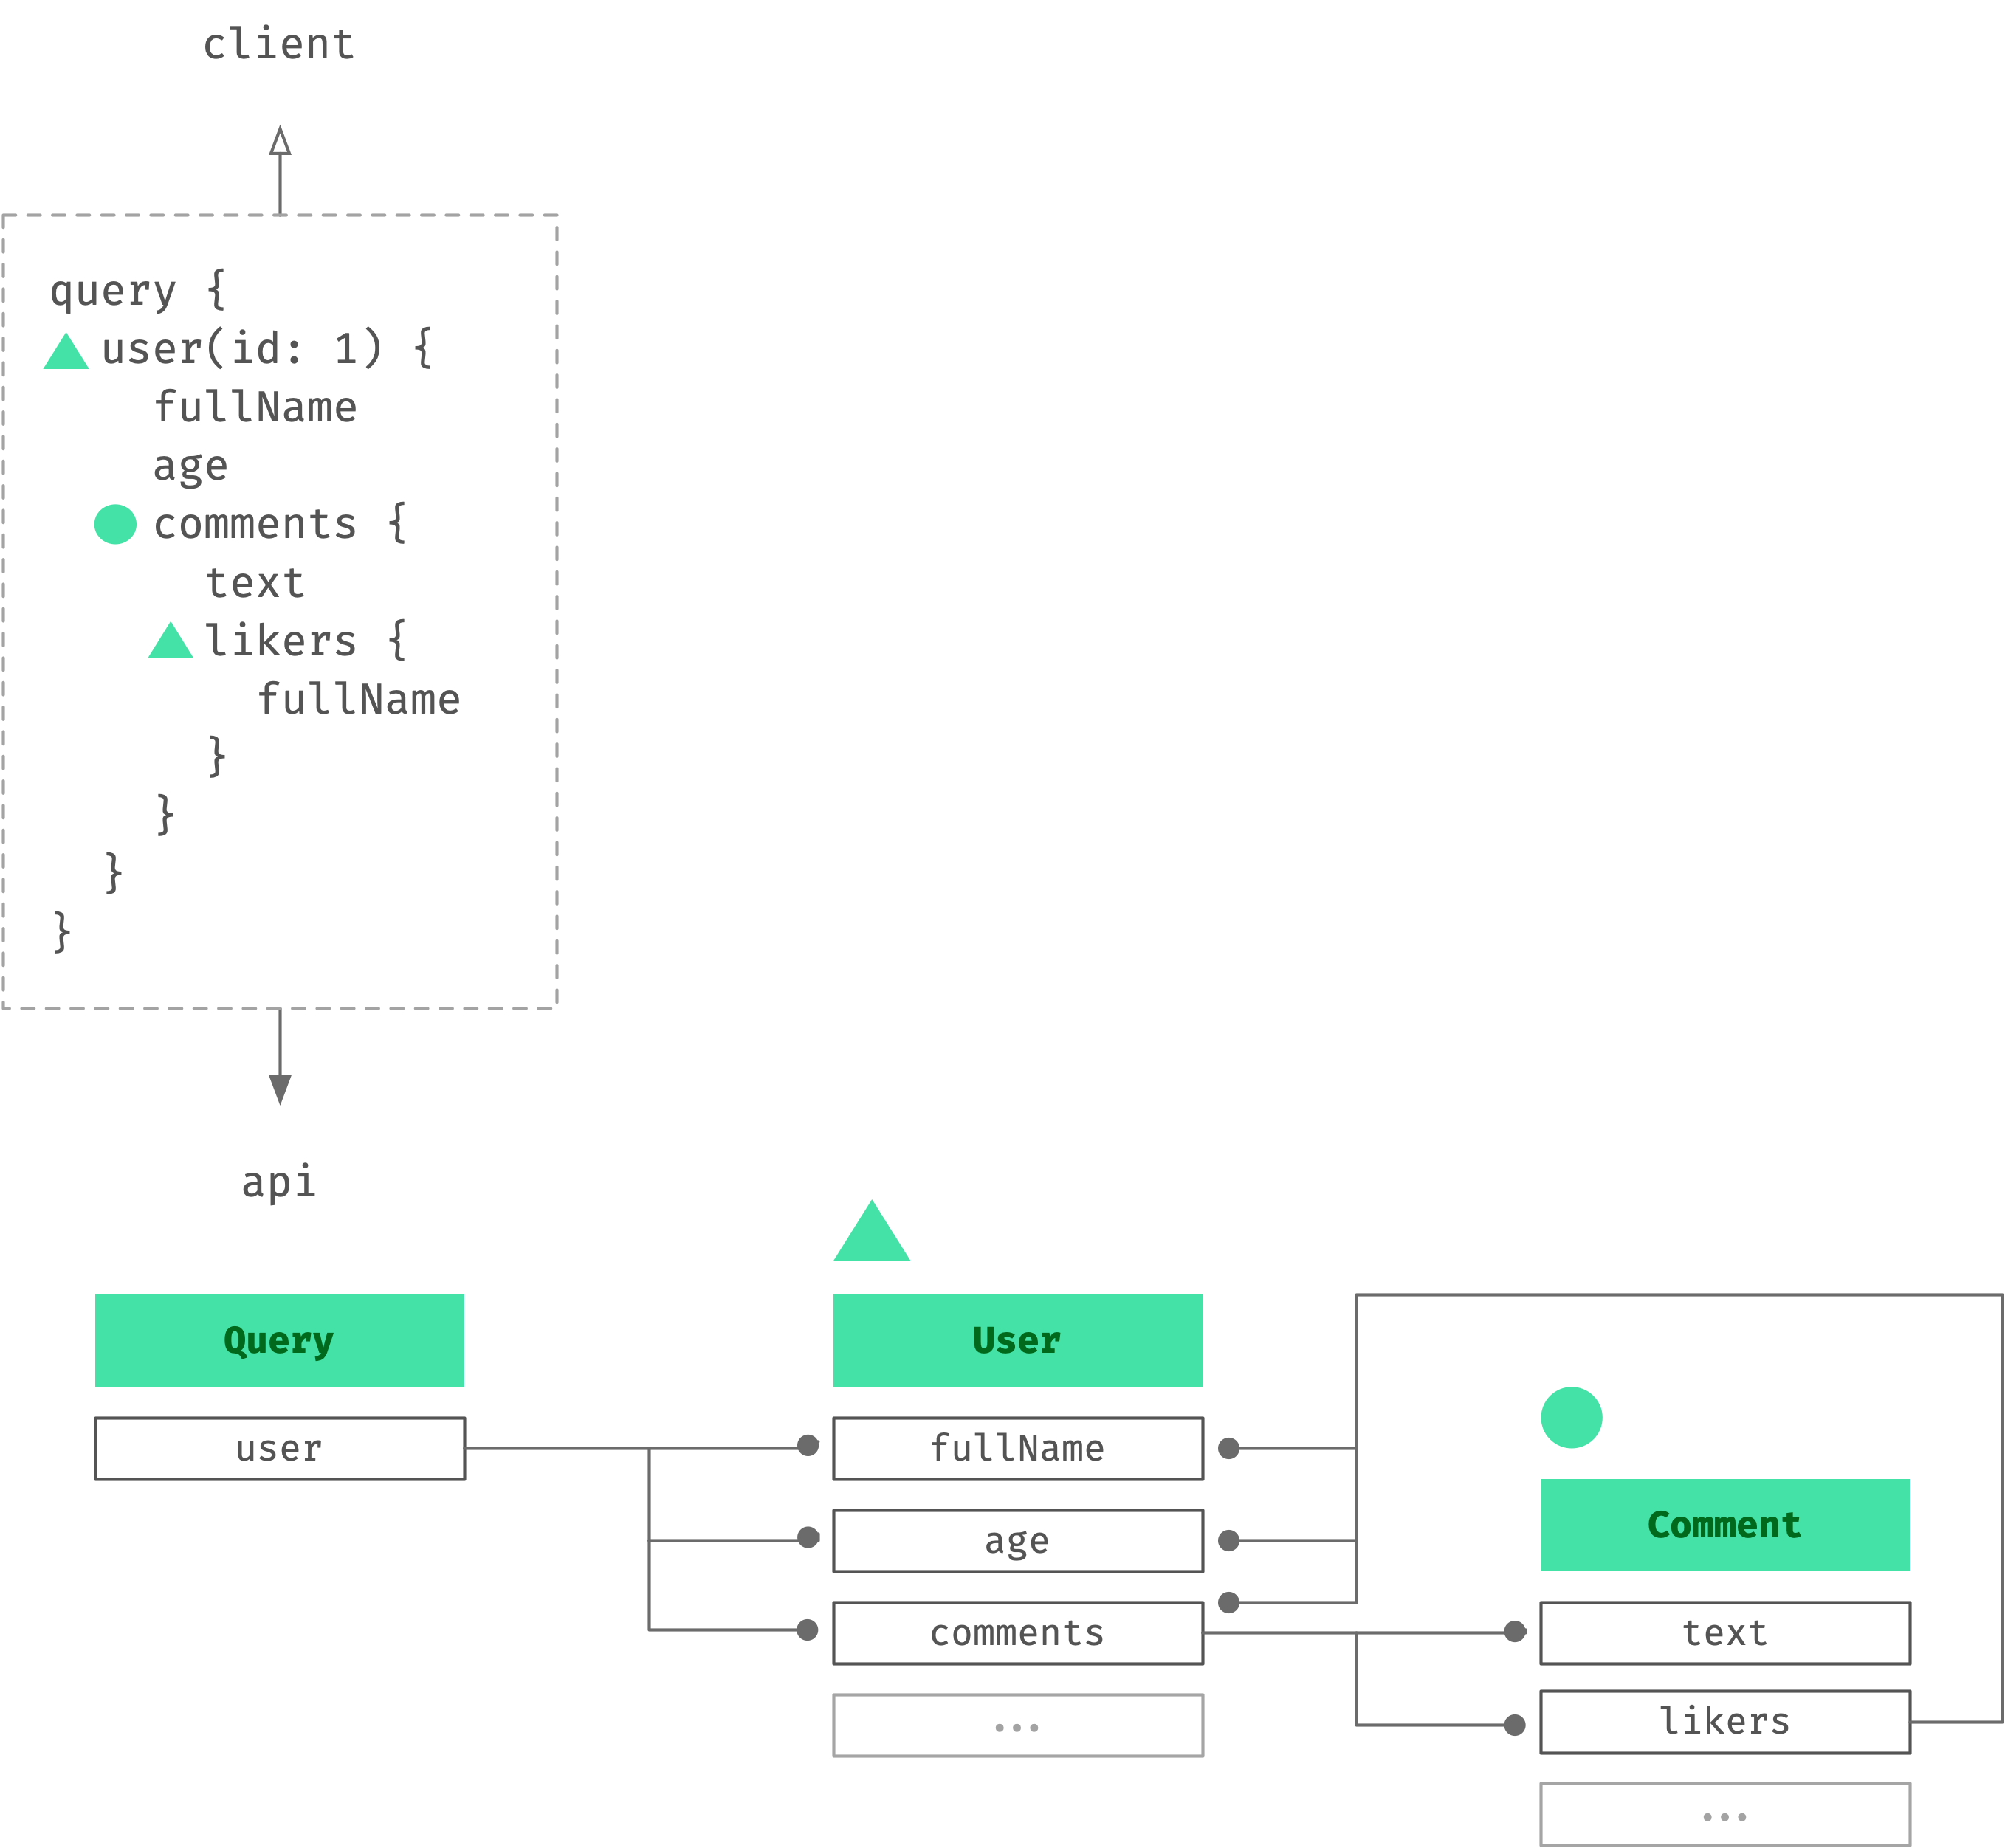 client
query {
  user(id: 1) {
    fullName
    age
    comments {
      text
      likers {
        fullName
      }
    }
  }
}
api
Query
user
User
fullName
age
comments
...
Comment
text
likers
...